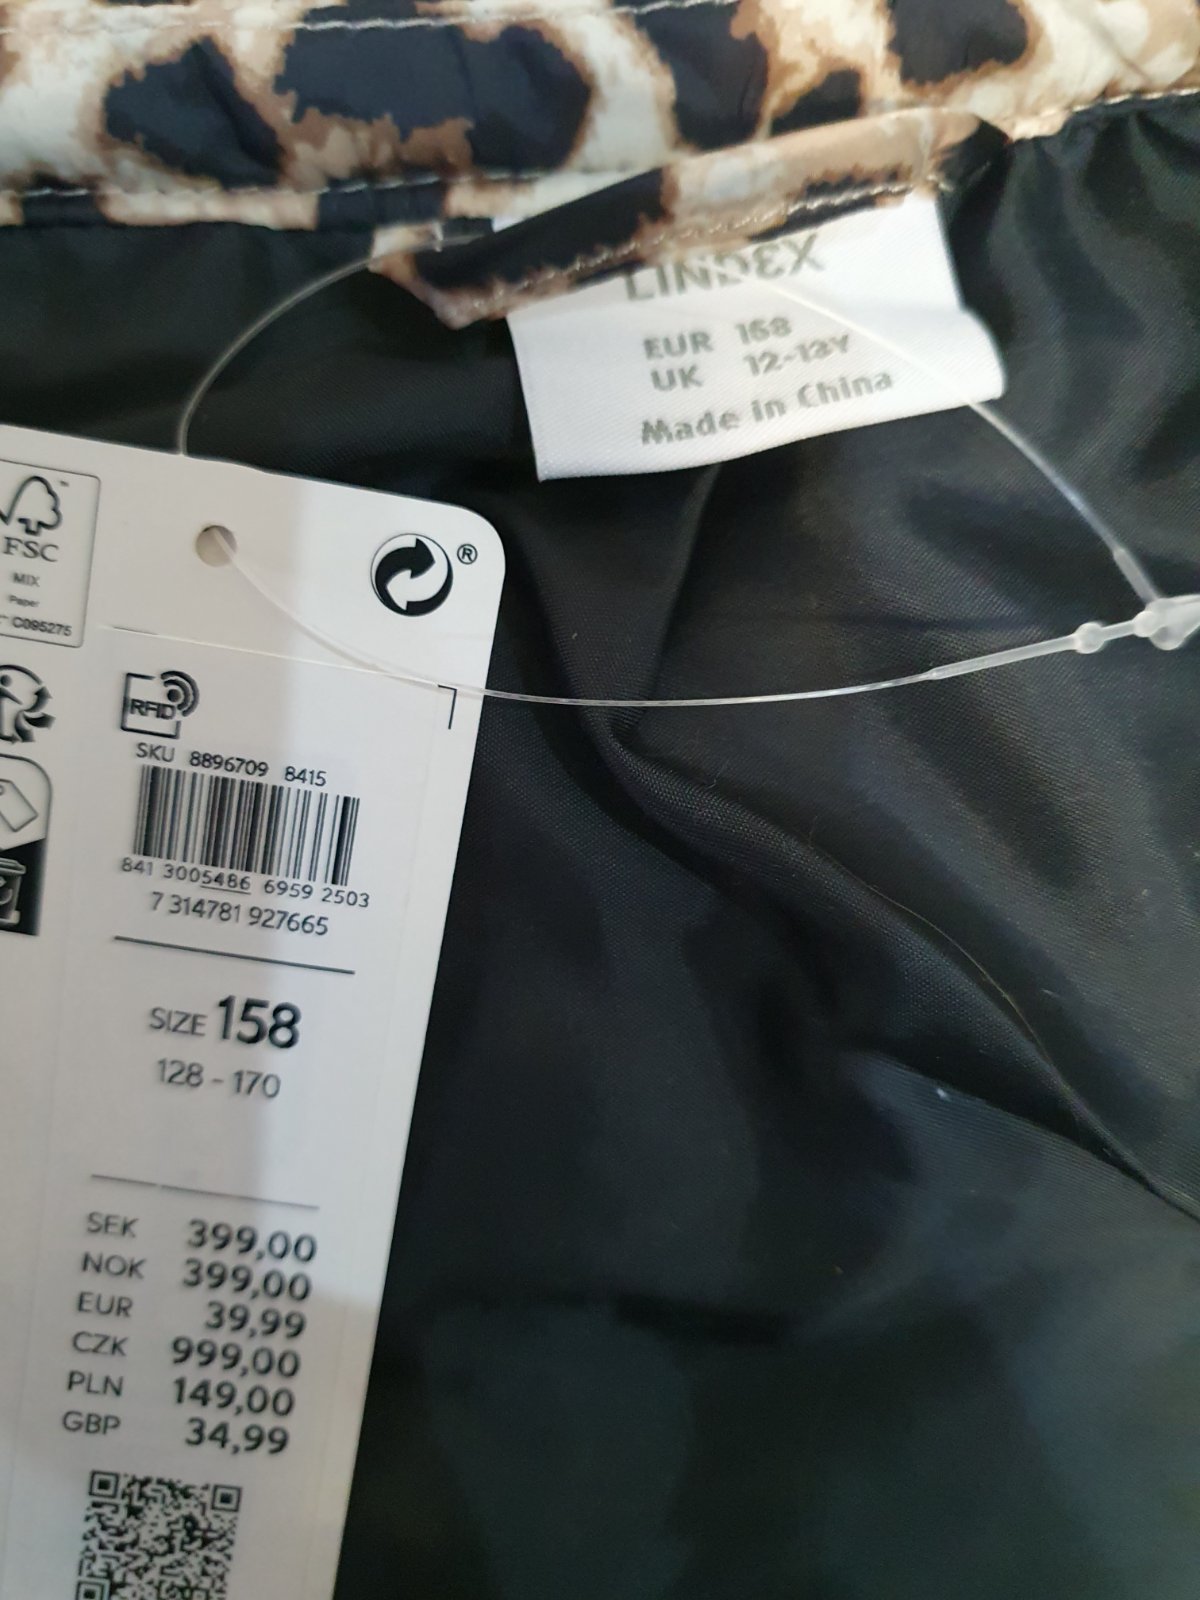 LINDEX
EUR 158
UK 12-13Y
Made in China
FSC
MIX
Paper
C095275
®
RFID
SKU 8896709 8415
841 3005486 6959 2503
7 314781 927665
SIZE 158
128 - 170
SEK 399,00
NOK 399,00
EUR 39,99
CZK 999,00
PLN 149,00
GBP 34,99